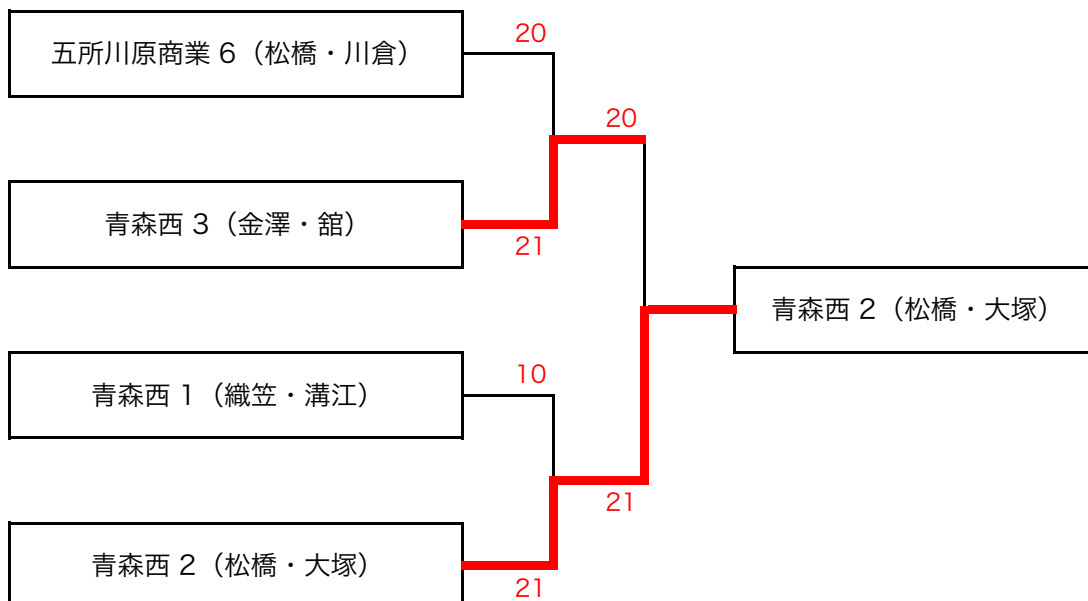 五所川原商業 6（松橋・川倉）
20
20
青森西 3（金澤・舘）
21
青森西 2（松橋・大塚）
青森西 1（織笠・溝江）
10
21
青森西 2（松橋・大塚）
21